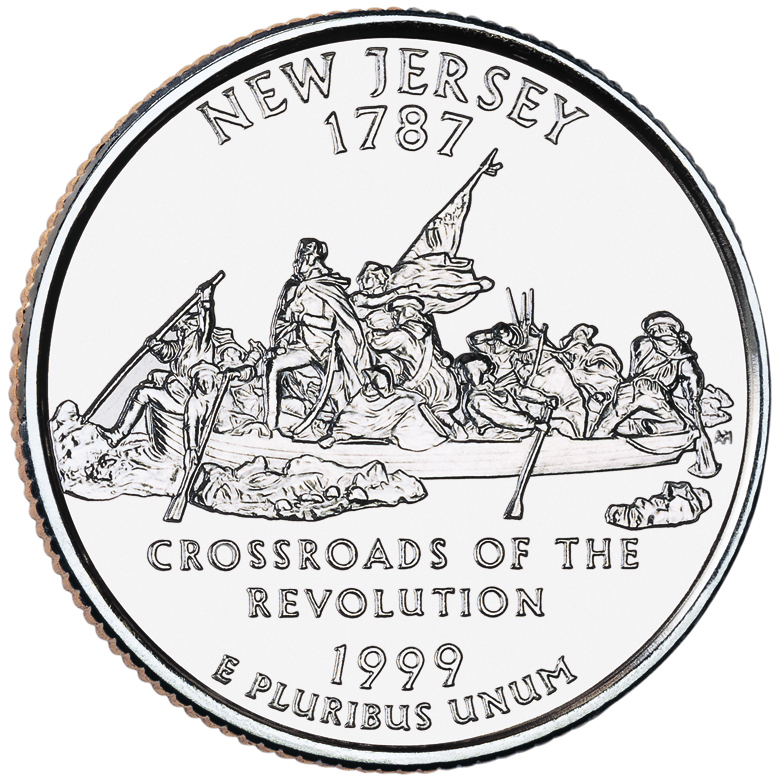 NEW JERSEY
1787
CROSSROADS OF THE
REVOLUTION
1999
E PLURIBUS UNUM